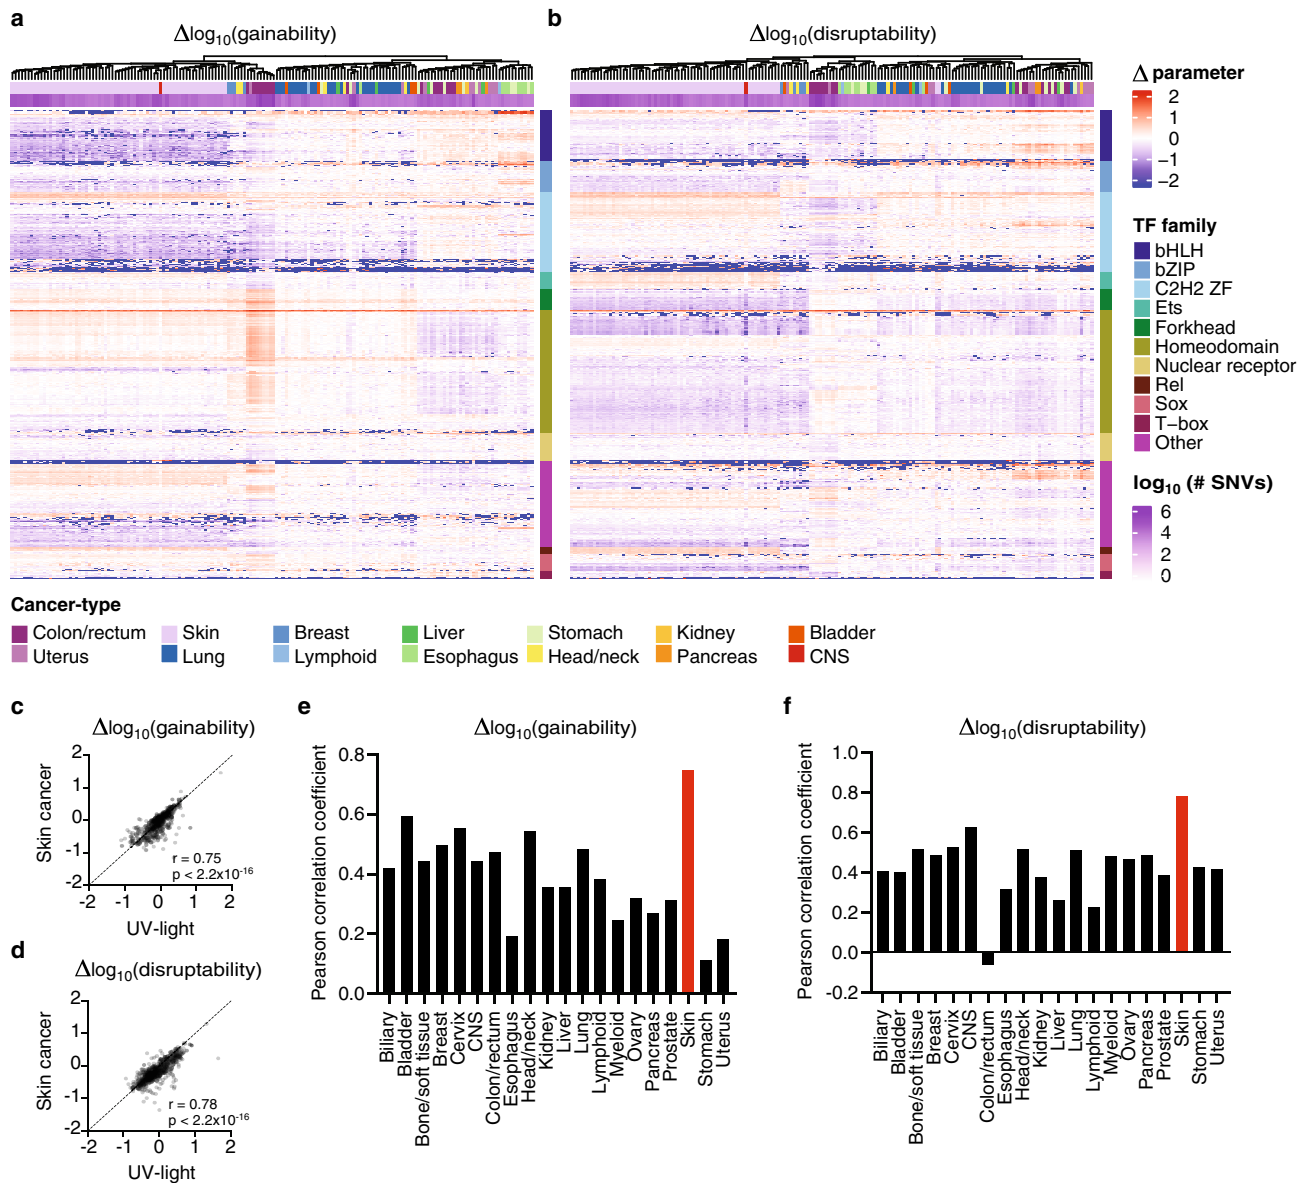 a
Δlog10(gainability)
b
Δlog10(disruptability)
Δ parameter
2
1
0
−1
−2
TF family
bHLH
bZIP
C2H2 ZF
Ets
Forkhead
Homeodomain
Nuclear receptor
Rel
Sox
T−box
Other
log10 (# SNVs)
6
4
2
0
Cancer-type
Colon/rectum Skin Breast Liver Stomach Kidney Bladder
Uterus Lung Lymphoid Esophagus Head/neck Pancreas CNS
c
Δlog10(gainability)
Skin cancer
2
1
0
-1
-2
r = 0.75
p < 2.2x10-16
-2 -1 0 1 2
UV-light
d
Δlog10(disruptability)
Skin cancer
2
1
0
-1
-2
r = 0.78
p < 2.2x10-16
-2 -1 0 1 2
UV-light
e
Δlog10(gainability)
Pearson correlation coefficient
0.8
0.6
0.4
0.2
0.0
Biliary
Bladder
Bone/soft tissue
Breast
Cervix
CNS
Colon/rectum
Esophagus
Head/neck
Kidney
Liver
Lung
Lymphoid
Myeloid
Ovary
Pancreas
Prostate
Skin
Stomach
Uterus
f
Δlog10(disruptability)
Pearson correlation coefficient
1.0
0.8
0.6
0.4
0.2
0.0
-0.2
Biliary
Bladder
Bone/soft tissue
Breast
Cervix
CNS
Colon/rectum
Esophagus
Head/neck
Kidney
Liver
Lung
Lymphoid
Myeloid
Ovary
Pancreas
Prostate
Skin
Stomach
Uterus